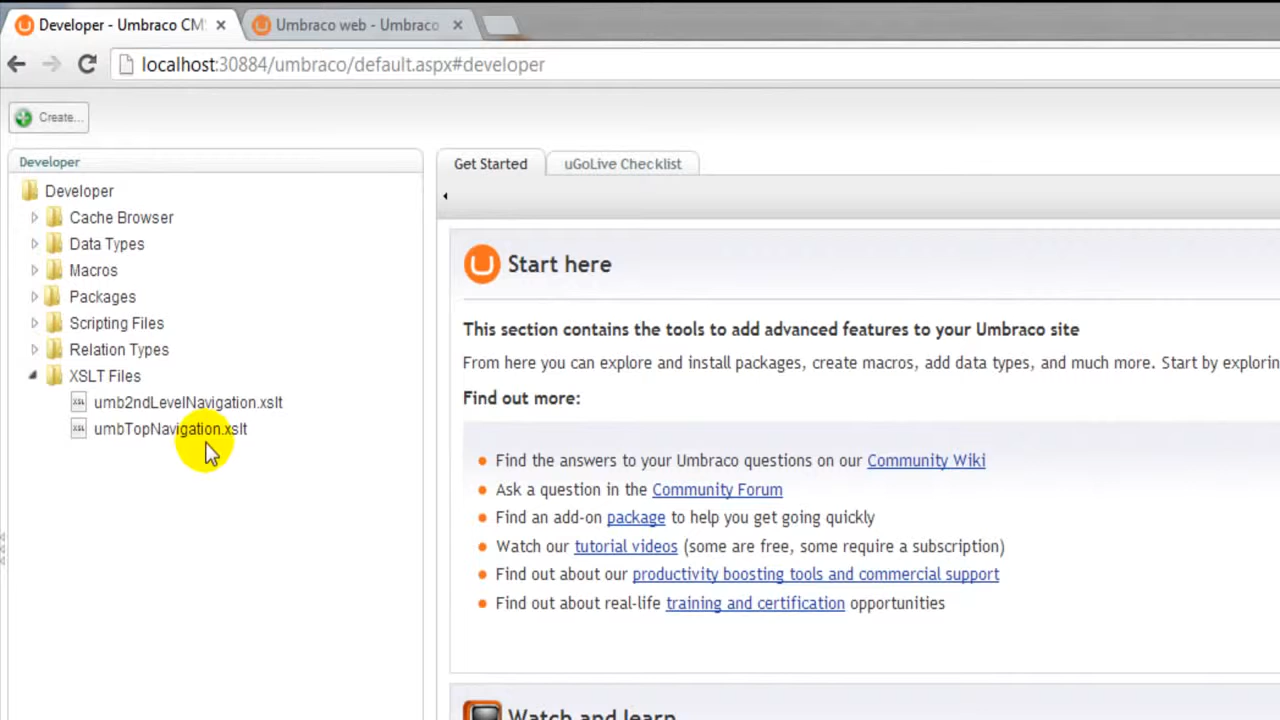 Developer - Umbraco CM
Umbraco web - Umbraco
localhost:30884/umbraco/default.aspx#developer
Create...
Developer
Developer
Cache Browser
Data Types
Macros
Packages
Scripting Files
Relation Types
XSLT Files
umb2ndLevelNavigation.xslt
umbTopNavigation.xslt
Get Started
uGoLive Checklist
Start here
This section contains the tools to add advanced features to your Umbraco site
From here you can explore and install packages, create macros, add data types, and much more. Start by explorin
Find out more:
Find the answers to your Umbraco questions on our Community Wiki
Ask a question in the Community Forum
Find an add-on package to help you get going quickly
Watch our tutorial videos (some are free, some require a subscription)
Find out about our productivity boosting tools and commercial support
Find out about real-life training and certification opportunities
Watch and learn